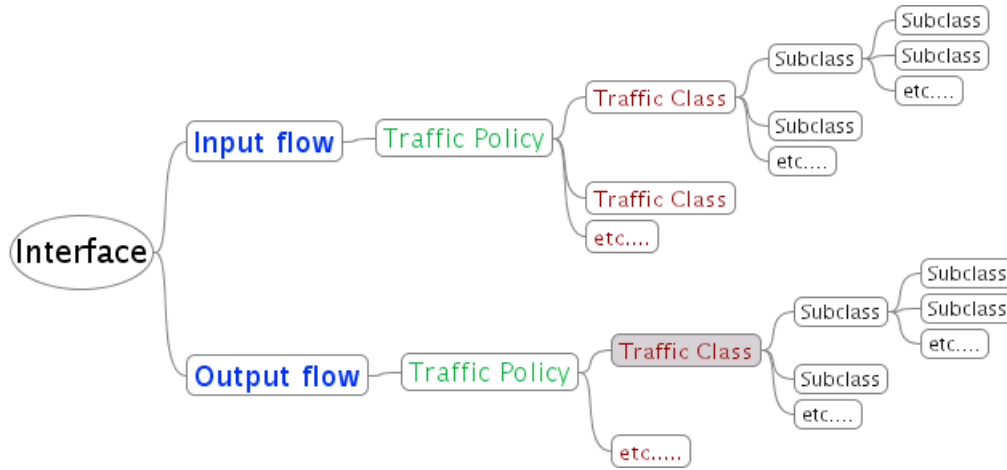 Interface
Input flow
Traffic Policy
Traffic Class
Subclass
Subclass
Subclass
etc....
Subclass
etc....
Traffic Class
etc....
Output flow
Traffic Policy
Traffic Class
Subclass
Subclass
Subclass
etc....
Subclass
etc....
etc.....